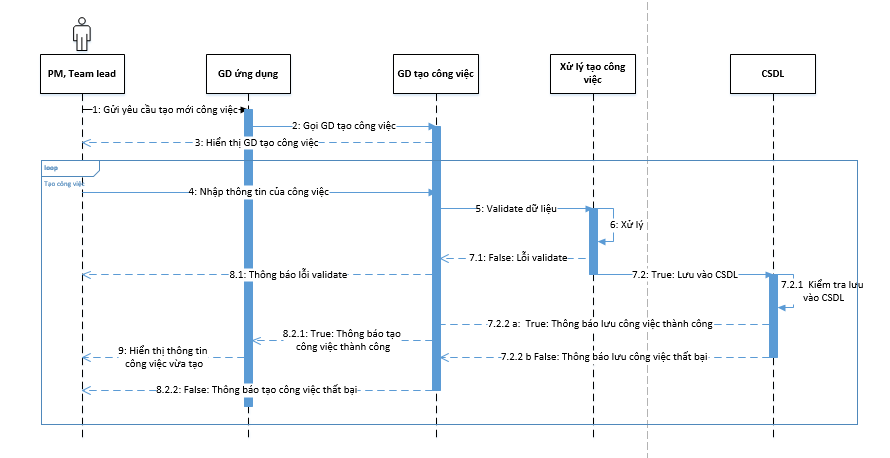 PM, Team lead
GD ứng dụng
GD tạo công việc
Xử lý tạo công
việc
CSDL
1: Gửi yêu cầu tạo mới công việc
2: Gọi GD tạo công việc
3: Hiển thị GD tạo công việc
loop
Tạo công việc
4: Nhập thông tin của công việc
5: Validate dữ liệu
6: Xử lý
7.1: False: Lỗi validate
8.1: Thông báo lỗi validate
7.2: True: Lưu vào CSDL
7.2.1 Kiểm tra lưu
vào CSDL
7.2.2 a: True: Thông báo lưu công việc thành công
8.2.1: True: Thông báo tạo
công việc thành công
9: Hiển thị thông tin
công việc vừa tạo
7.2.2 b False: Thông báo lưu công việc thất bại
8.2.2: False: Thông báo tạo công việc thất bại